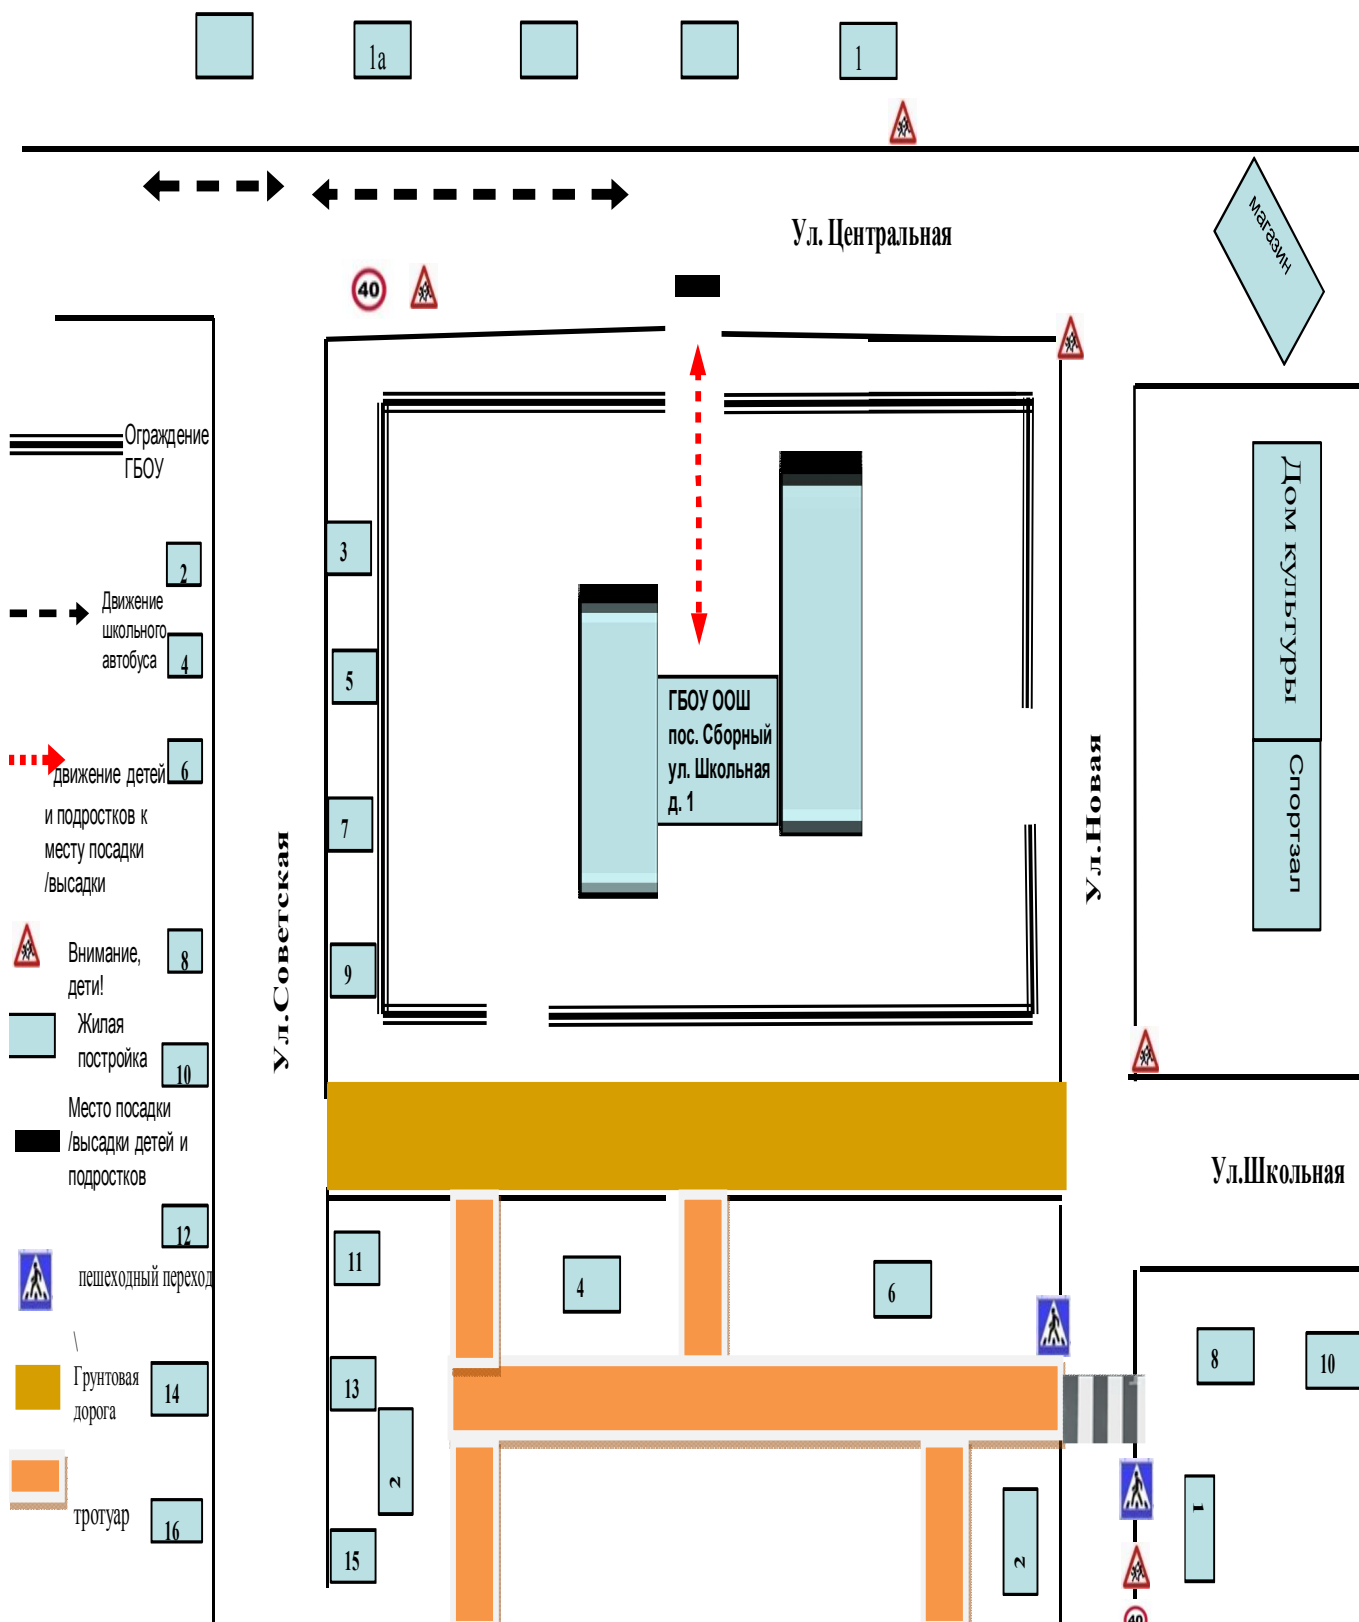 1а
1
магазин
Ул. Центральная
40
Ограждение
ГБОУ
2
Движение
школьного
автобуса
4
6
движение детей
и подростков к
месту посадки
/высадки
Внимание,
дети!
8
Жилая
постройка
10
Место посадки
/высадки детей и
подростков
12
пешеходный переход
\
Грунтовая
дорога
14
тротуар
16
Ул.Советская
3
5
7
9
ГБОУ ООШ
пос. Сборный
ул. Школьная
д. 1
Ул.Новая
Дом культуры
Спортзал
Ул.Школьная
11
4
6
8
10
13
2
15
2
1
40